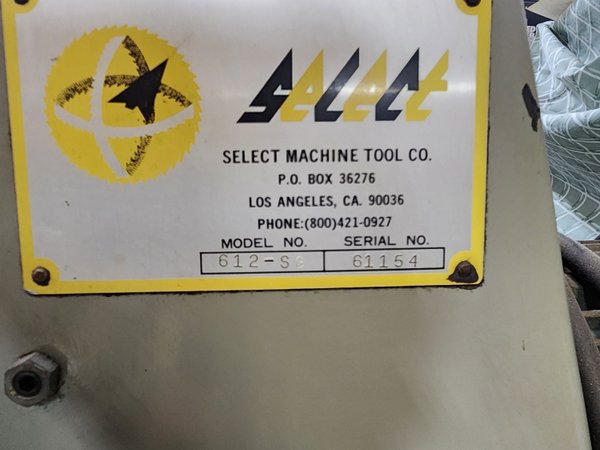 SELECT
SELECT MACHINE TOOL CO.
P.O. BOX 36276
LOS ANGELES, CA. 90036
PHONE:(800)421-0927
MODEL NO. SERIAL NO.
61154